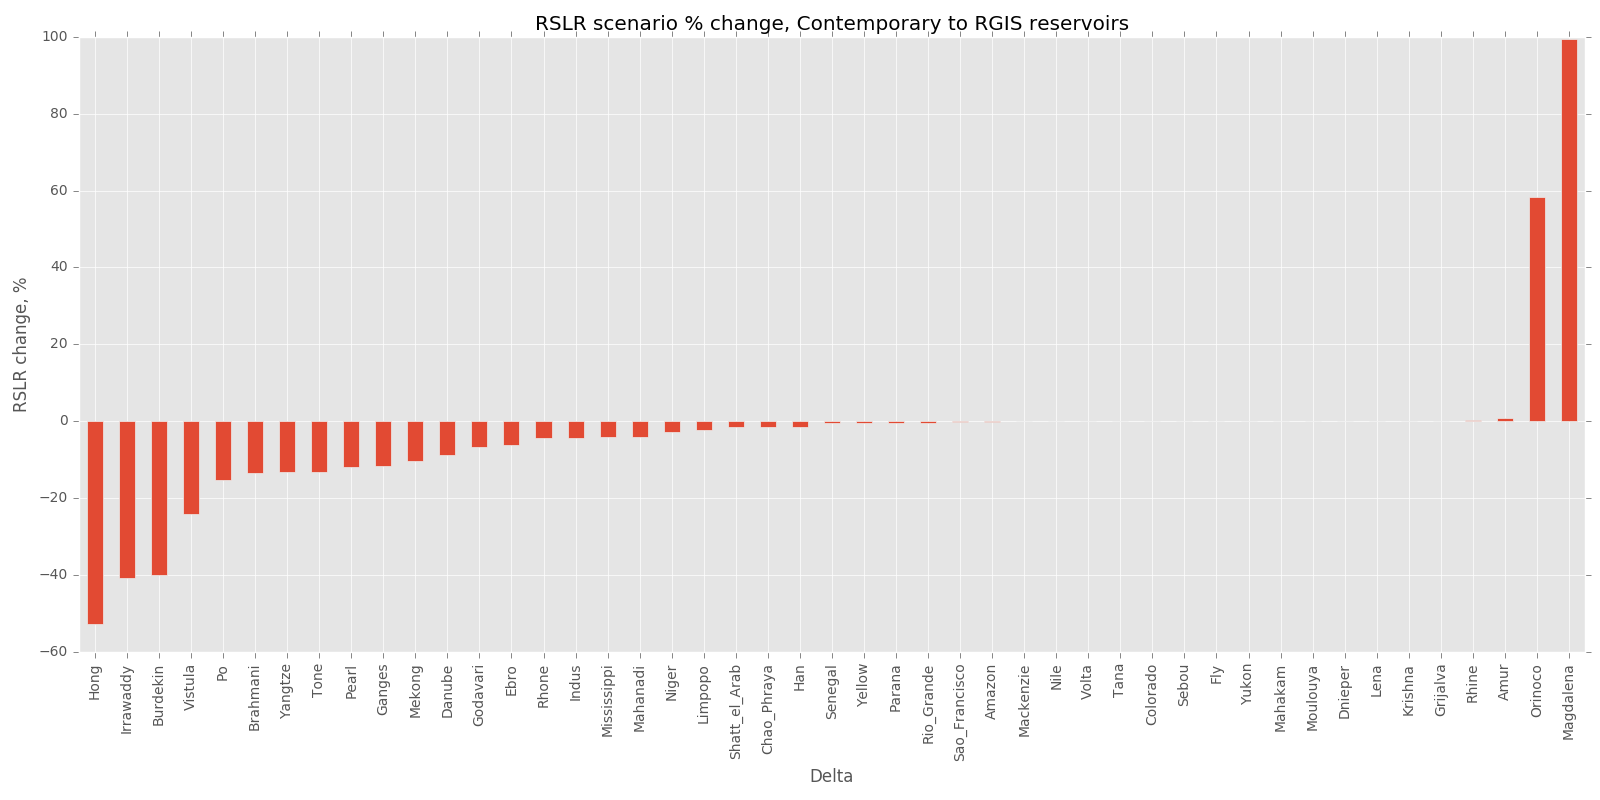 RSLR scenario % change, Contemporary to RGIS reservoirs
100
80
60
40
20
0
−20
−40
−60
RSLR change, %
Hong
Irrawaddy
Burdekin
Vistula
Po
Brahmani
Yangtze
Tone
Pearl
Ganges
Mekong
Danube
Godavari
Ebro
Rhone
Indus
Mississippi
Mahanadi
Niger
Limpopo
Shatt_el_Arab
Chao_Phraya
Han
Senegal
Yellow
Parana
Rio_Grande
Sao_Francisco
Amazon
Mackenzie
Nile
Volta
Tana
Colorado
Sebou
Fly
Yukon
Mahakam
Moulouya
Dnieper
Lena
Krishna
Grijalva
Rhine
Amur
Orinoco
Magdalena
Delta